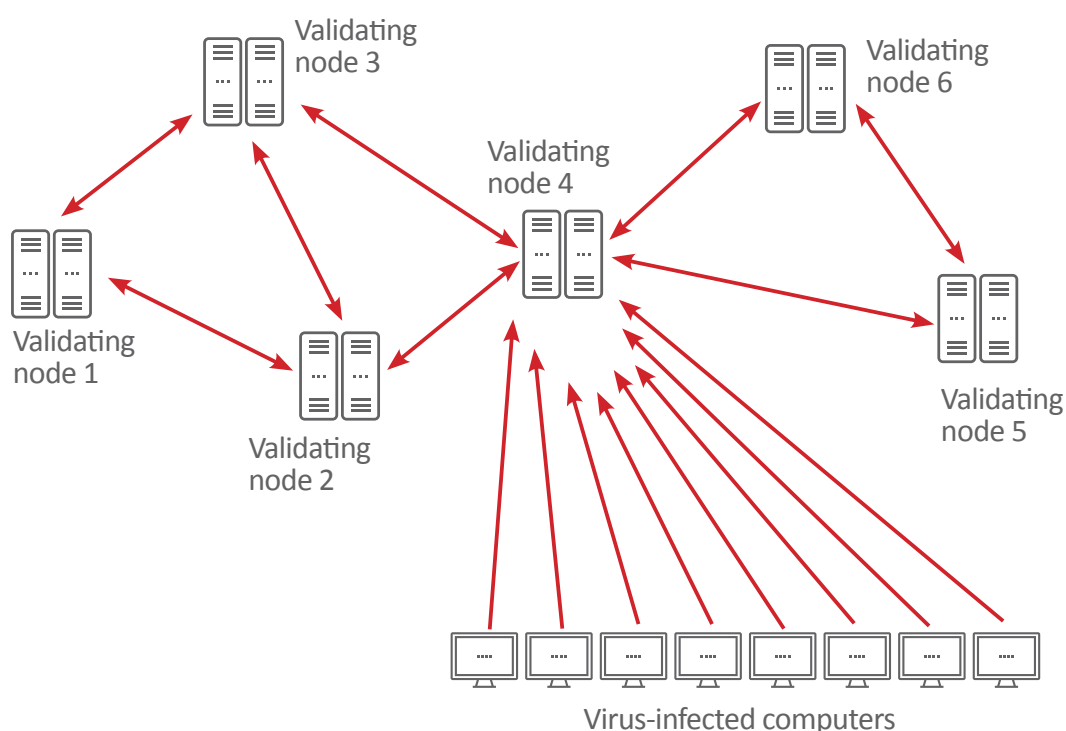 Validating
node 3
Validating
node 6
Validating
node 4
Validating
node 1
Validating
node 5
Validating
node 2
Virus-infected computers